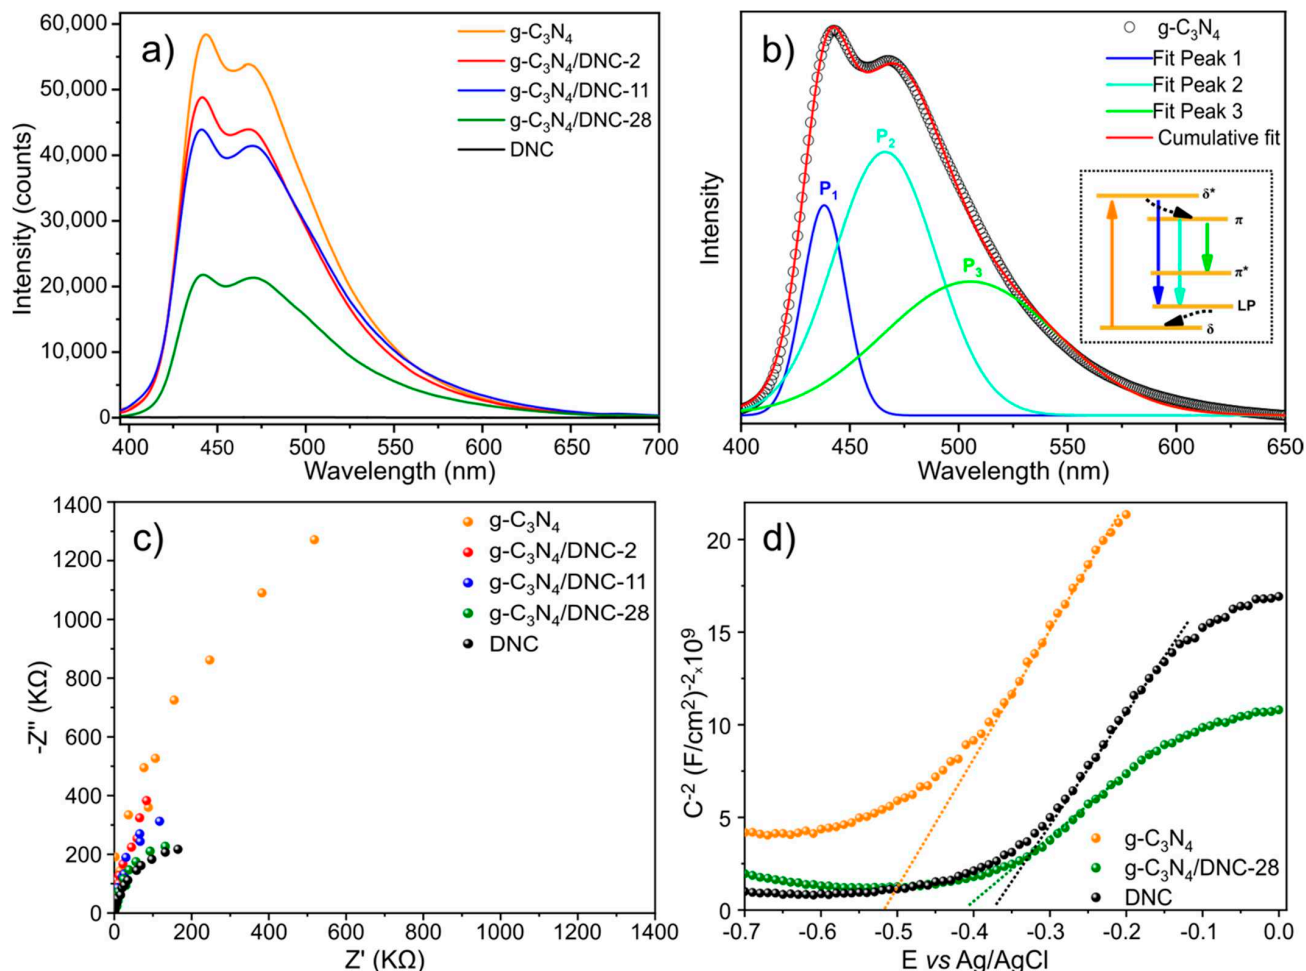 a)
60,000
50,000
40,000
30,000
20,000
10,000
0
Intensity (counts)
g-C₃N₄
g-C₃N₄/DNC-2
g-C₃N₄/DNC-11
g-C₃N₄/DNC-28
DNC
400 450 500 550 600 650 700
Wavelength (nm)
b)
Intensity
g-C₃N₄
Fit Peak 1
Fit Peak 2
Fit Peak 3
Cumulative fit
P₁
P₂
P₃
δ*
π
π*
LP
δ
400 450 500 550 600 650
Wavelength (nm)
c)
1400
1200
1000
800
600
400
200
0
-Z" (KΩ)
g-C₃N₄
g-C₃N₄/DNC-2
g-C₃N₄/DNC-11
g-C₃N₄/DNC-28
DNC
0 200 400 600 800 1000 1200 1400
Z' (KΩ)
d)
20
15
10
5
0
C⁻² (F/cm²)⁻²ₓ10⁹
g-C₃N₄
g-C₃N₄/DNC-28
DNC
-0.7 -0.6 -0.5 -0.4 -0.3 -0.2 -0.1 0.0
E vs Ag/AgCl